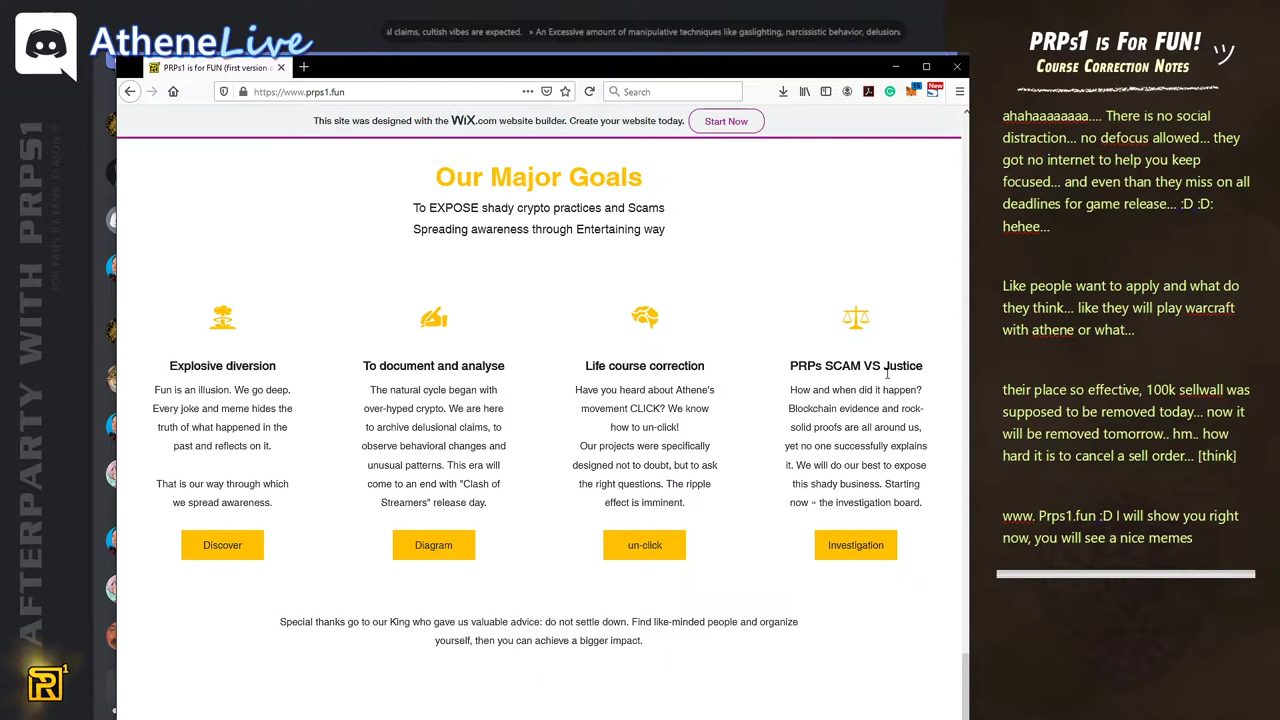 AtheneLive
al claims, cultish vibes are expected. » An Excessive amount of manipulative techniques like gaslighting, narcissistic behavior, delusion
PRPs1 is For FUN!
Course Correction Notes
PRPs1 is for FUN (first version
https://www.prps1.fun
Search
New
This site was designed with the WiX.com website builder. Create your website today.
Start Now
Our Major Goals
To EXPOSE shady crypto practices and Scams
Spreading awareness through Entertaining way
Explosive diversion
Fun is an illusion. We go deep.
Every joke and meme hides the
truth of what happened in the
past and reflects on it.
That is our way through which
we spread awareness.
Discover
To document and analyse
The natural cycle began with
over-hyped crypto. We are here
to archive delusional claims, to
observe behavioral changes and
unusual patterns. This era will
come to an end with "Clash of
Streamers" release day.
Diagram
Life course correction
Have you heard about Athene's
movement CLICK? We know
how to un-click!
Our projects were specifically
designed not to doubt, but to ask
the right questions. The ripple
effect is imminent.
un-click
PRPs SCAM VS Justice
How and when did it happen?
Blockchain evidence and rock-
solid proofs are all around us,
yet no one successfully explains
it. We will do our best to expose
this shady business. Starting
now - the investigation board.
Investigation
Special thanks go to our King who gave us valuable advice: do not settle down. Find like-minded people and organize
yourself, then you can achieve a bigger impact.
ahahaaaaaaa.... There is no social
distraction... no defocus allowed... they
got no internet to help you keep
focused... and even than they miss on all
deadlines for game release... :D :D:
hehee...
Like people want to apply and what do
they think... like they will play warcraft
with athene or what...
their place so effective, 100k sellwall was
supposed to be removed today... now it
will be removed tomorrow.. hm.. how
hard it is to cancel a sell order... [think]
www. Prps1.fun :D I will show you right
now, you will see a nice memes
AFTERPARTY WITH PRPS1